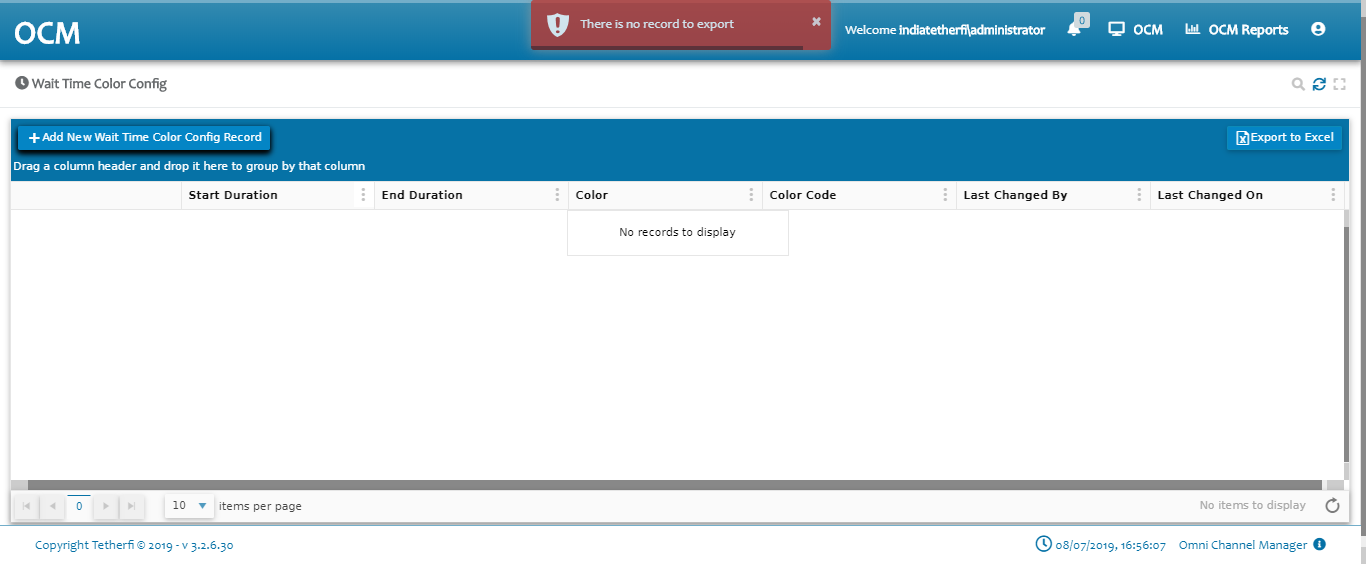 OCM
There is no record to export
Welcome indiatetherfi\administrator
0
OCM
OCM Reports
Wait Time Color Config
Add New Wait Time Color Config Record
Export to Excel
Drag a column header and drop it here to group by that column
Start Duration
End Duration
Color
Color Code
Last Changed By
Last Changed On
No records to display
0
10
items per page
No items to display
Copyright Tetherfi © 2019 - v 3.2.6.30
08/07/2019, 16:56:07
Omni Channel Manager